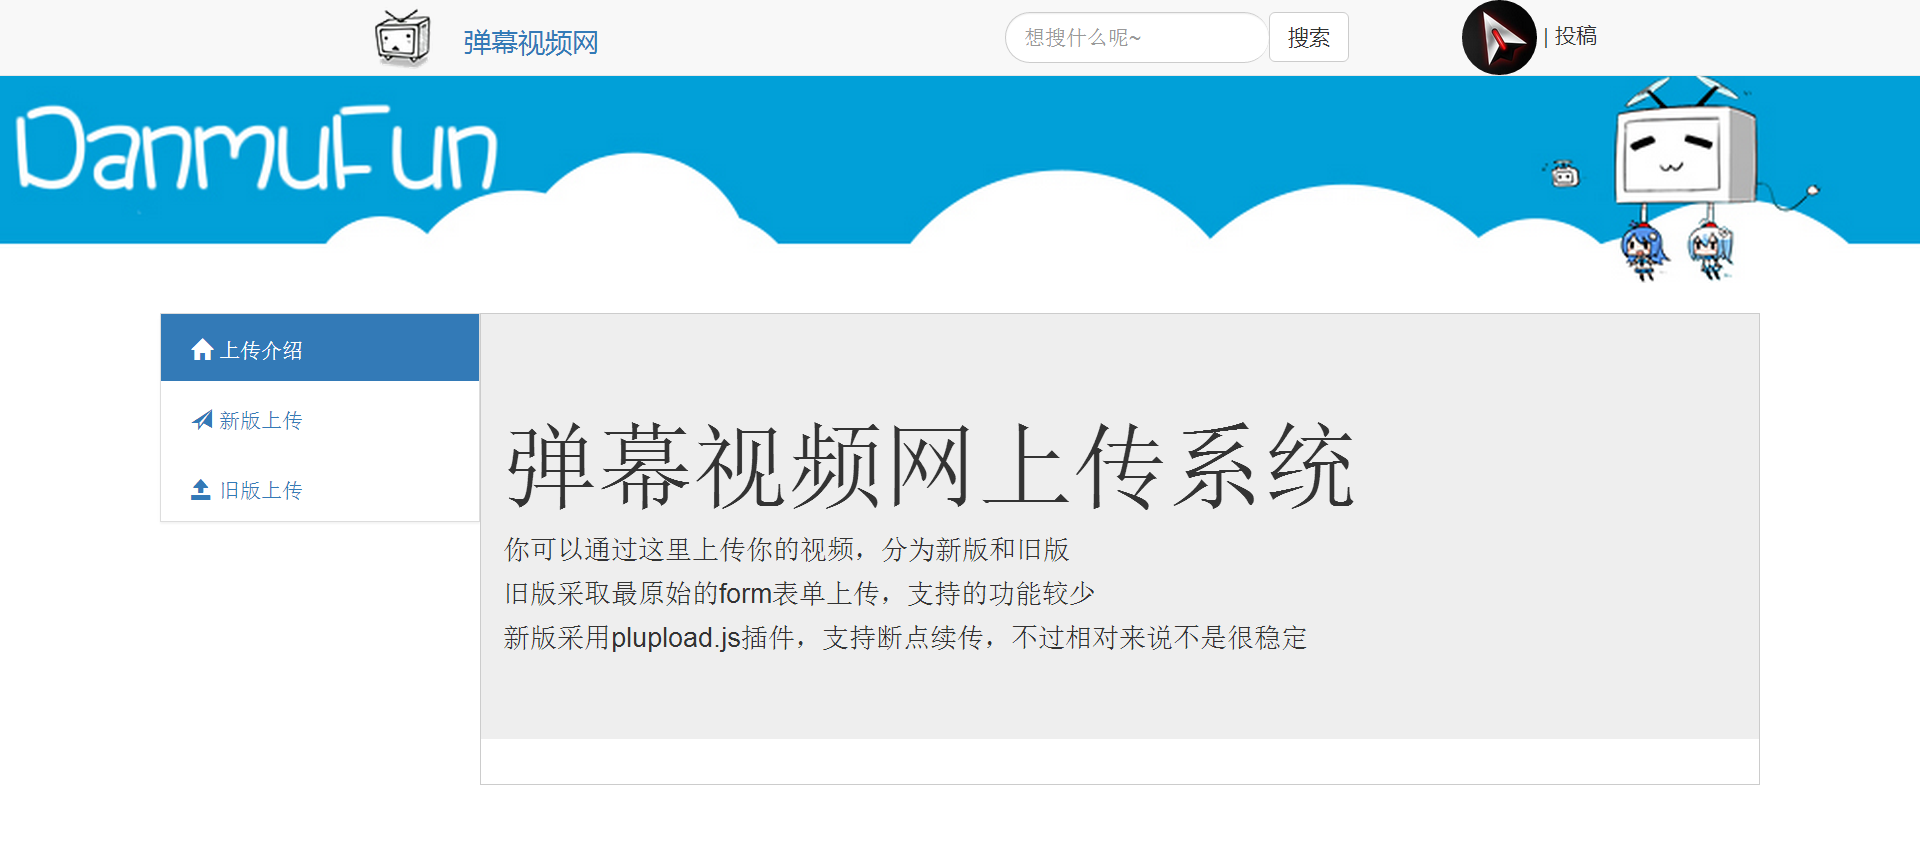 弹幕视频网
想搜什么呢~
搜索
| 投稿
DanmuFun
上传介绍
新版上传
旧版上传
弹幕视频网上传系统
你可以通过这里上传你的视频，分为新版和旧版
旧版采取最原始的form表单上传，支持的功能较少
新版采用plupload.js插件，支持断点续传，不过相对来说不是很稳定